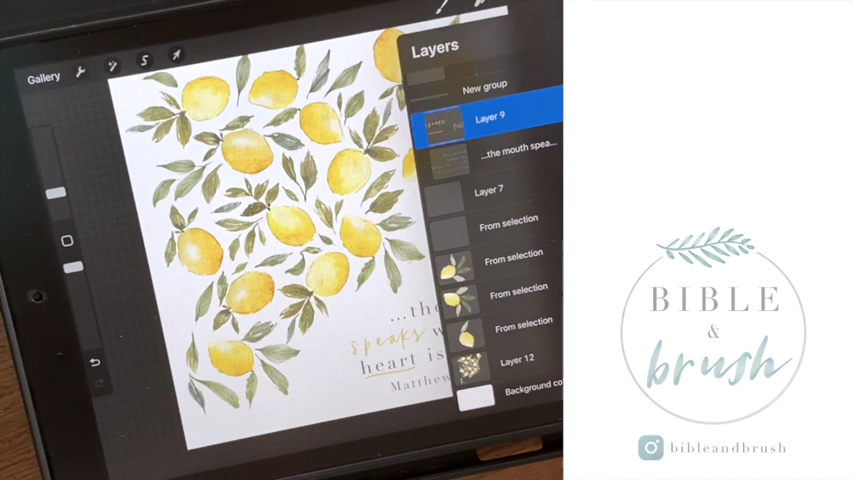 Gallery
Layers
New group
Layer 9
...the mouth spea...
Layer 7
From selection
From selection
From selection
From selection
Layer 12
Background co
...the
speaks w
heart is
Matthew
BIBLE
&
brush
bibleandbrush